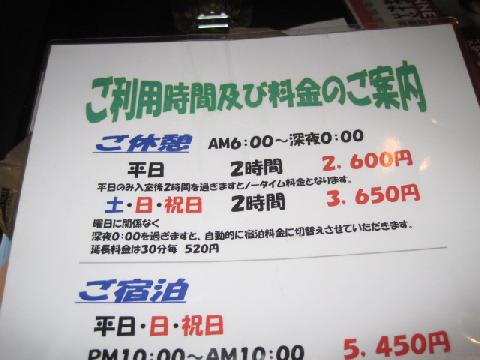 ご利用時間及び料金のご案内
ご休憩 AM6:00～深夜0:00
平日 2時間 2.600円
平日のみ入室後2時間を過ぎますとノータイム料金となります。
土・日・祝日 2時間 3.650円
曜日に関係なく
深夜0:00を過ぎますと、自動的に宿泊料金に切替えさせていただきます。
延長料金は30分毎 520円
ご宿泊
平日・日・祝日
PM10:00～AM10:00 5.450円